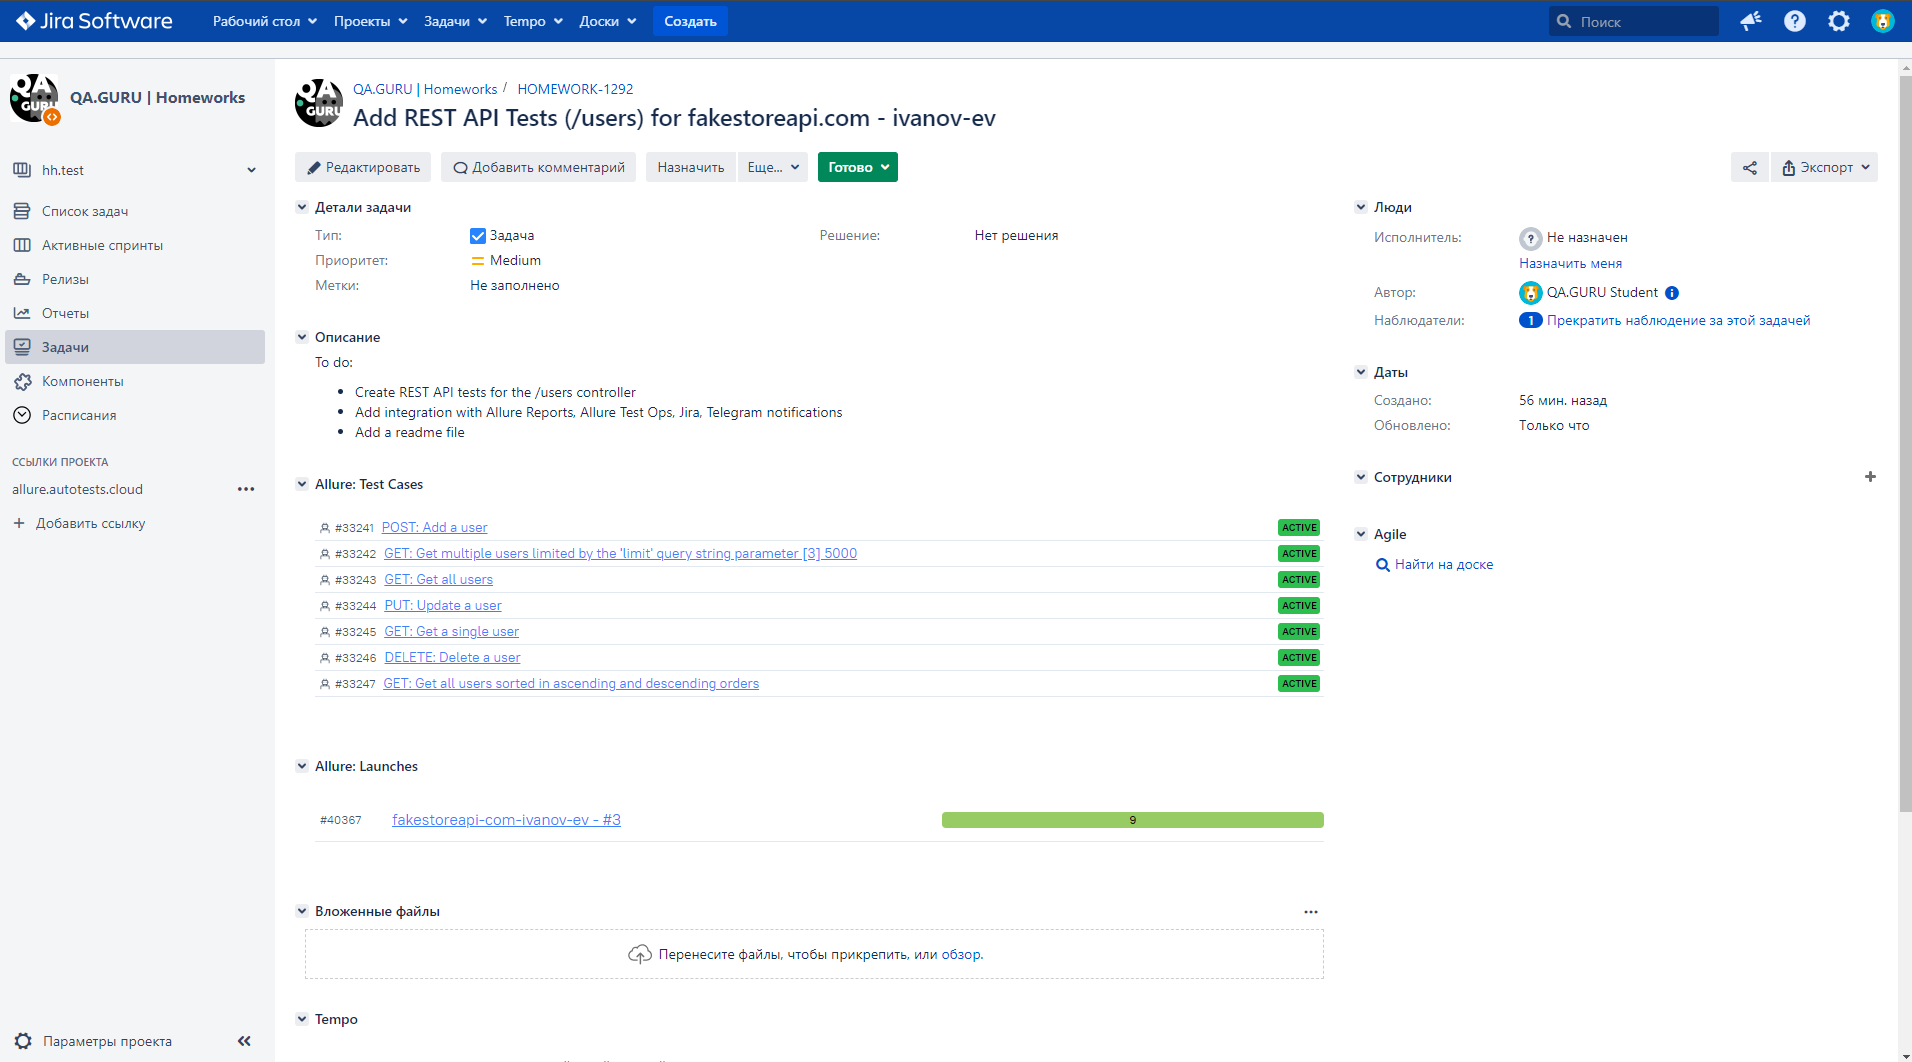 Jira Software Рабочий стол Проекты Задачи Tempo Доски Создать Поиск
QA GURU
QA.GURU | Homeworks
hh.test
Список задач
Активные спринты
Релизы
Отчеты
Задачи
Компоненты
Расписания
ССЫЛКИ ПРОЕКТА
allure.autotests.cloud
Добавить ссылку
Параметры проекта
QA GURU
QA.GURU | Homeworks / HOMEWORK-1292
Add REST API Tests (/users) for fakestoreapi.com - ivanov-ev
Редактировать Добавить комментарий Назначить Еще... Готово Экспорт
Детали задачи
Тип: Задача Решение: Нет решения
Приоритет: Medium
Метки: Не заполнено
Описание
To do:
Create REST API tests for the /users controller
Add integration with Allure Reports, Allure Test Ops, Jira, Telegram notifications
Add a readme file
Allure: Test Cases
#33241 POST: Add a user ACTIVE
#33242 GET: Get multiple users limited by the 'limit' query string parameter [3] 5000 ACTIVE
#33243 GET: Get all users ACTIVE
#33244 PUT: Update a user ACTIVE
#33245 GET: Get a single user ACTIVE
#33246 DELETE: Delete a user ACTIVE
#33247 GET: Get all users sorted in ascending and descending orders ACTIVE
Allure: Launches
#40367 fakestoreapi-com-ivanov-ev - #3 9
Вложенные файлы
Перенесите файлы, чтобы прикрепить, или обзор.
Tempo
Люди
Исполнитель: Не назначен
Назначить меня
Автор: QA.GURU Student
Наблюдатели: 1 Прекратить наблюдение за этой задачей
Даты
Создано: 56 мин. назад
Обновлено: Только что
Сотрудники
Agile
Найти на доске